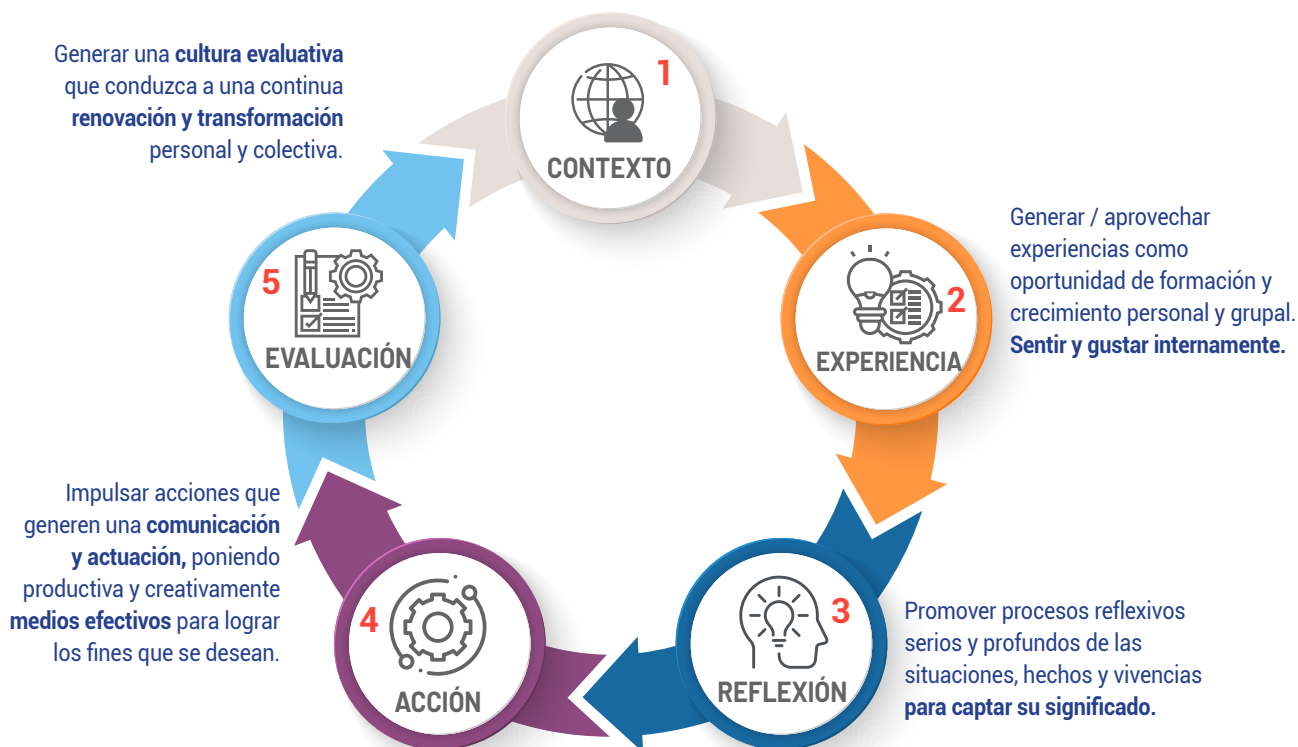 1
CONTEXTO
2
EXPERIENCIA
Generar / aprovechar
experiencias como
oportunidad de formación y
crecimiento personal y grupal.
Sentir y gustar internamente.
3
REFLEXIÓN
Promover procesos reflexivos
serios y profundos de las
situaciones, hechos y vivencias
para captar su significado.
4
ACCIÓN
Impulsar acciones que
generen una comunicación
y actuación, poniendo
productiva y creativamente
medios efectivos para lograr
los fines que se desean.
5
EVALUACIÓN
Generar una cultura evaluativa
que conduzca a una continua
renovación y transformación
personal y colectiva.